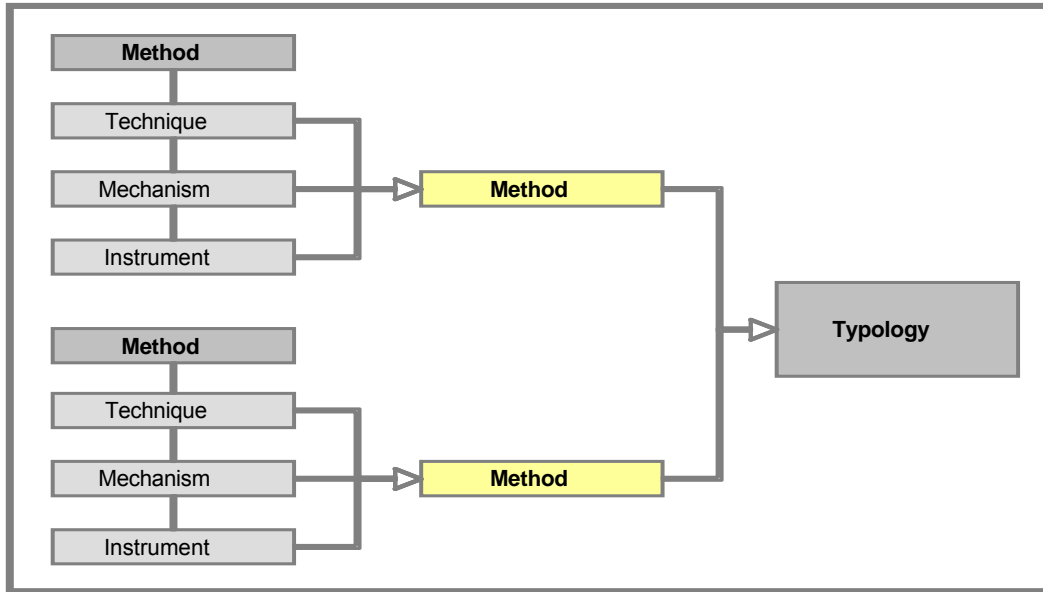 Method
Technique
Mechanism
Instrument
Method
Method
Technique
Mechanism
Instrument
Method
Typology